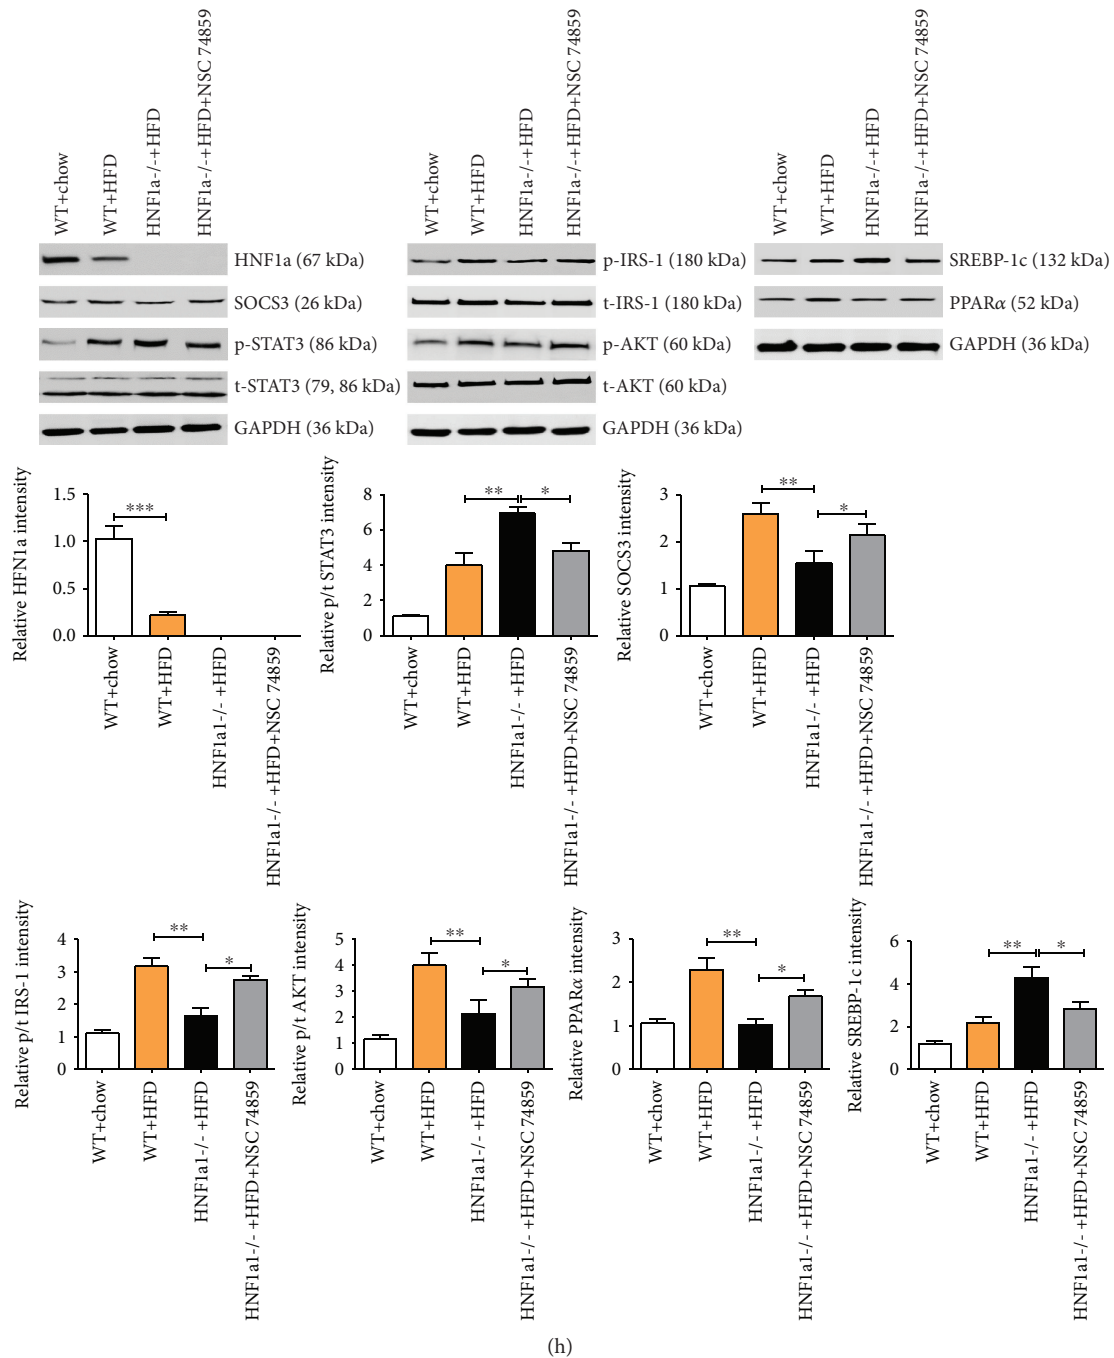 WT+chow
WT+HFD
HNF1a-/-+HFD
HNF1a-/-+HFD+NSC 74859
HNF1a (67 kDa)
SOCS3 (26 kDa)
p-STAT3 (86 kDa)
t-STAT3 (79, 86 kDa)
GAPDH (36 kDa)
WT+chow
WT+HFD
HNF1a-/-+HFD
HNF1a-/-+HFD+NSC 74859
p-IRS-1 (180 kDa)
t-IRS-1 (180 kDa)
p-AKT (60 kDa)
t-AKT (60 kDa)
GAPDH (36 kDa)
WT+chow
WT+HFD
HNF1a-/-+HFD
HNF1a-/-+HFD+NSC 74859
SREBP-1c (132 kDa)
PPARα (52 kDa)
GAPDH (36 kDa)
Relative HFN1a intensity
1.5
1.0
0.5
0.0
***
WT+chow
WT+HFD
HNF1a1-/- +HFD
HNF1a1-/- +HFD+NSC 74859
Relative p/t STAT3 intensity
8
6
4
2
0
**
*
WT+chow
WT+HFD
HNF1a1-/- +HFD
HNF1a1-/- +HFD+NSC 74859
Relative SOCS3 intensity
3
2
1
0
**
*
WT+chow
WT+HFD
HNF1a1-/- +HFD
HNF1a1-/- +HFD+NSC 74859
Relative p/t IRS-1 intensity
4
3
2
1
0
**
*
WT+chow
WT+HFD
HNF1a1-/- +HFD
HNF1a1-/- +HFD+NSC 74859
Relative p/t AKT intensity
5
4
3
2
1
0
**
*
WT+chow
WT+HFD
HNF1a1-/- +HFD
HNF1a1-/- +HFD+NSC 74859
Relative PPARα intensity
3
2
1
0
**
*
WT+chow
WT+HFD
HNF1a1-/- +HFD
HNF1a1-/- +HFD+NSC 74859
Relative SREBP-1c intensity
6
4
2
0
**
*
WT+chow
WT+HFD
HNF1a1-/- +HFD
HNF1a1-/- +HFD+NSC 74859
(h)